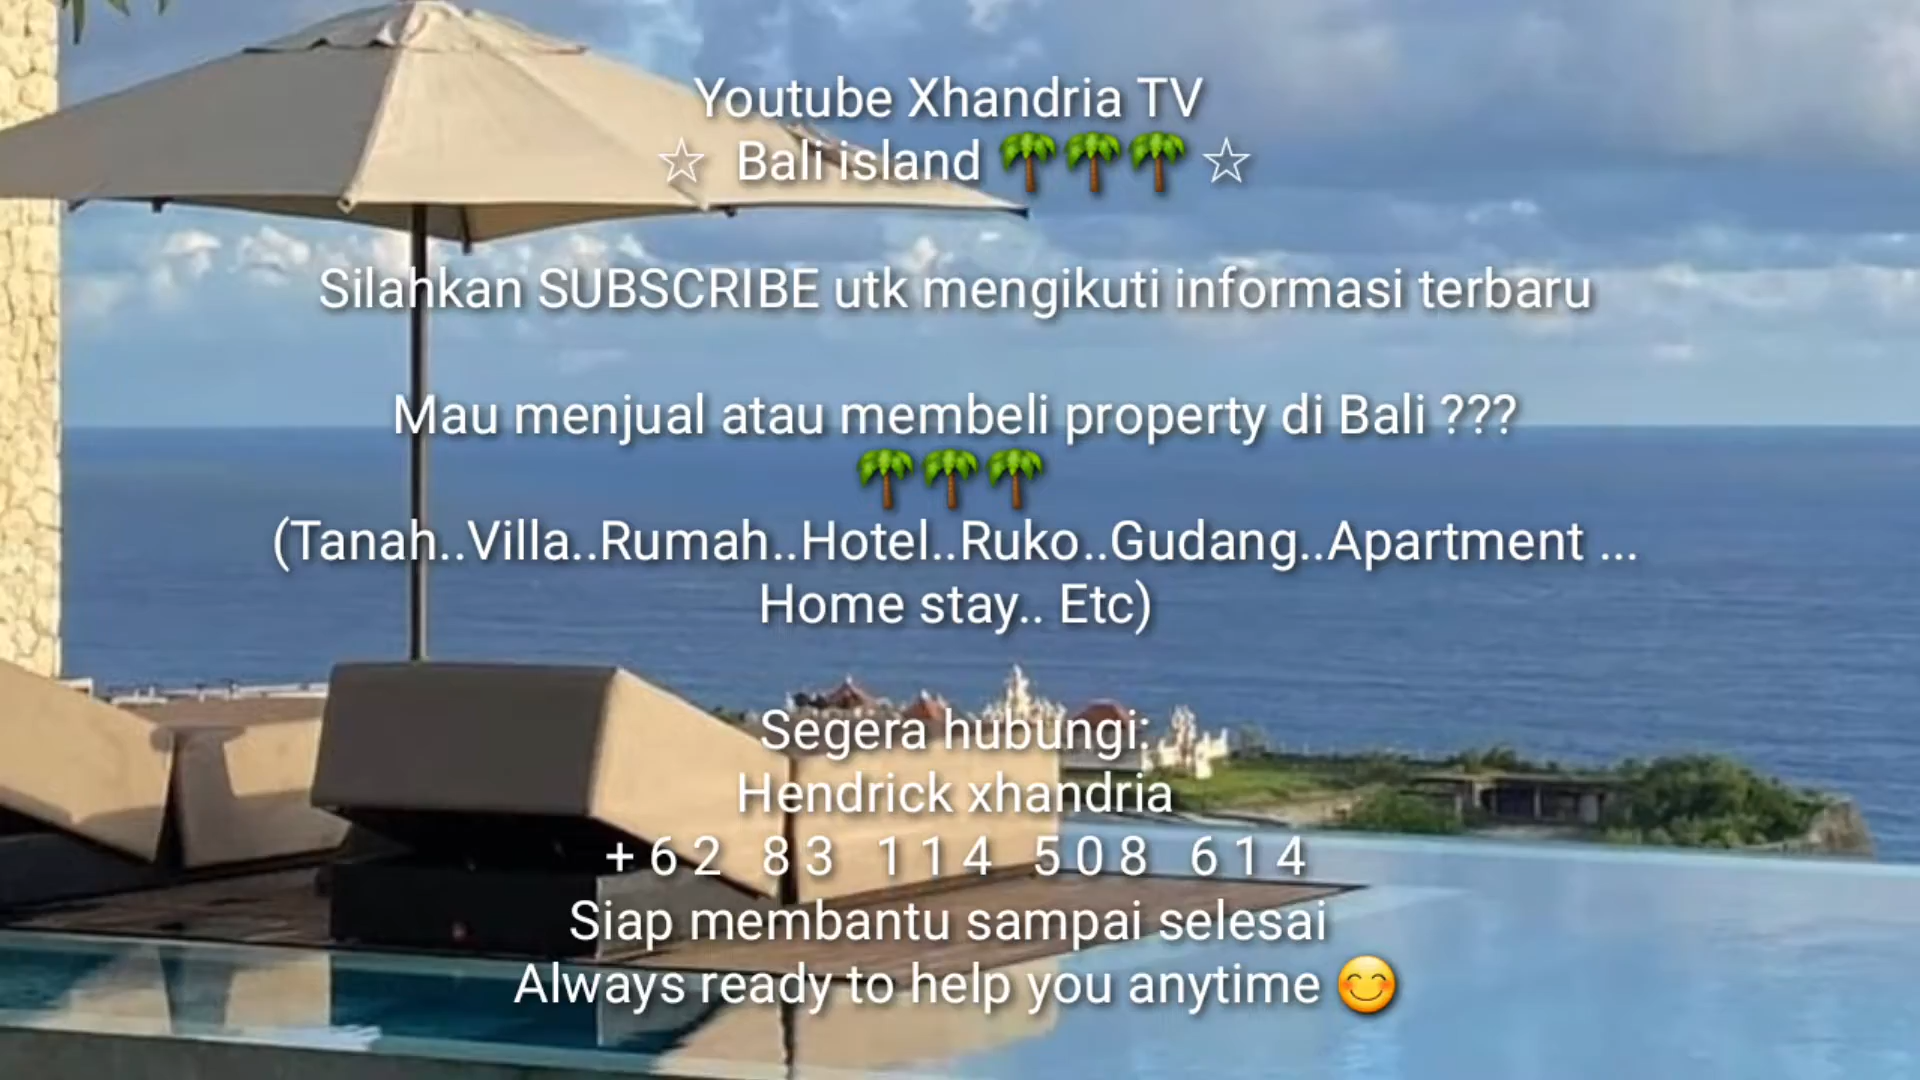 Youtube Xhandria TV
☆ Bali island 🌴🌴🌴 ☆
Silahkan SUBSCRIBE utk mengikuti informasi terbaru
Mau menjual atau membeli property di Bali ???
🌴🌴🌴
(Tanah..Villa..Rumah..Hotel..Ruko..Gudang..Apartment ...
Home stay.. Etc)
Segera hubungi:
Hendrick xhandria
+62 83 114 508 614
Siap membantu sampai selesai
Always ready to help you anytime 😊